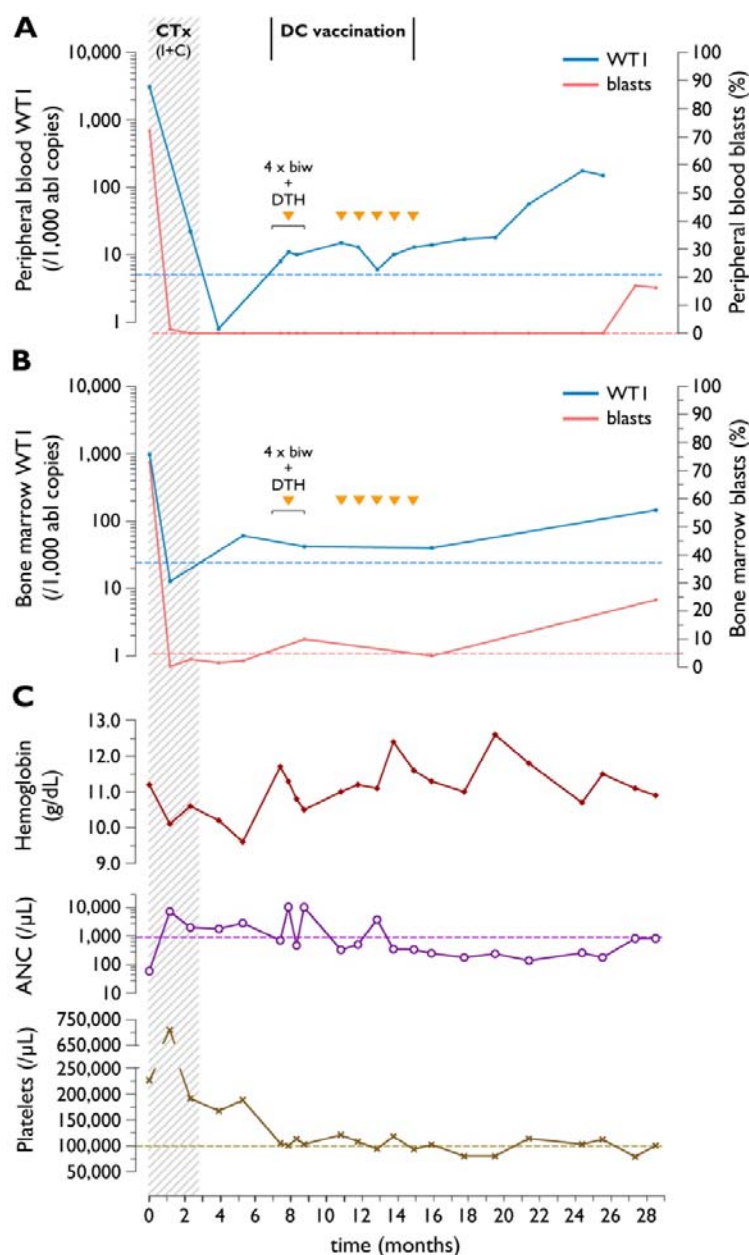 A
CTx
(I+C)
DC vaccination
10,000
1,000
100
10
1
Peripheral blood WT1
(/1,000 abl copies)
4 x biw
+
DTH
WT1
blasts
100
90
80
70
60
50
40
30
20
10
0
Peripheral blood blasts (%)
B
10,000
1,000
100
10
1
Bone marrow WT1
(/1,000 abl copies)
4 x biw
+
DTH
WT1
blasts
100
90
80
70
60
50
40
30
20
10
0
Bone marrow blasts (%)
C
13.0
12.0
11.0
10.0
9.0
Hemoglobin
(g/dL)
10,000
1,000
100
10
ANC (/µL)
750,000
650,000
250,000
200,000
150,000
100,000
50,000
Platelets (/µL)
0 2 4 6 8 10 12 14 16 18 20 22 24 26 28
time (months)